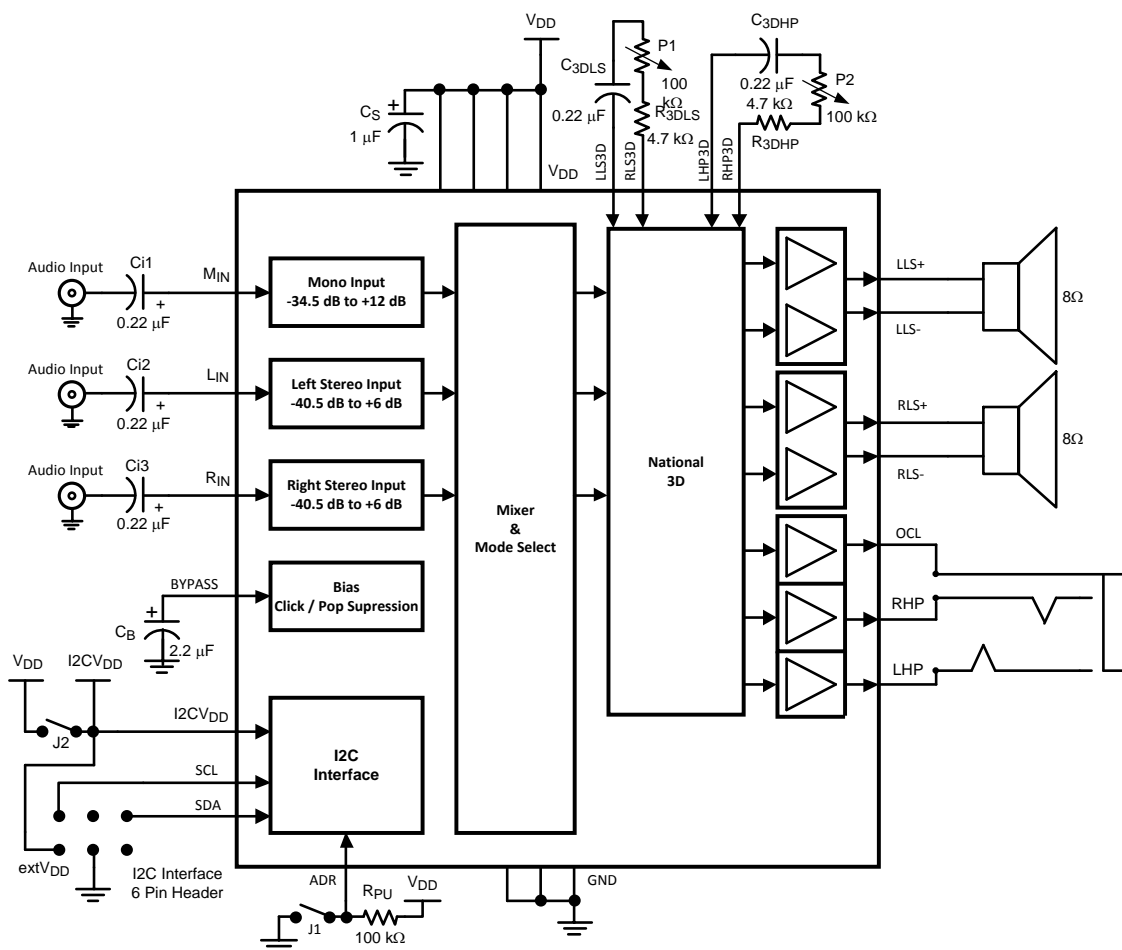 VDD
CS
+
1 µF
VDD
C3DLS
0.22 µF
P1
100
kΩ
R3DLS
4.7 kΩ
C3DHP
0.22 µF
4.7 kΩ
P2
100 kΩ
R3DHP
LLS3D
RLS3D
LHP3D
RHP3D
Audio Input
Ci1
+
0.22 µF
MIN
Mono Input
-34.5 dB to +12 dB
Audio Input
Ci2
+
0.22 µF
LIN
Left Stereo Input
-40.5 dB to +6 dB
Audio Input
Ci3
+
0.22 µF
RIN
Right Stereo Input
-40.5 dB to +6 dB
BYPASS
+
CB
2.2 µF
Bias
Click / Pop Supression
Mixer
&
Mode Select
National
3D
LLS+
LLS-
8Ω
RLS+
RLS-
8Ω
OCL
RHP
LHP
VDD
I2CVDD
J2
I2CVDD
SCL
SDA
I2C
Interface
extVDD
I2C Interface
6 Pin Header
ADR
J1
RPU
100 kΩ
VDD
GND